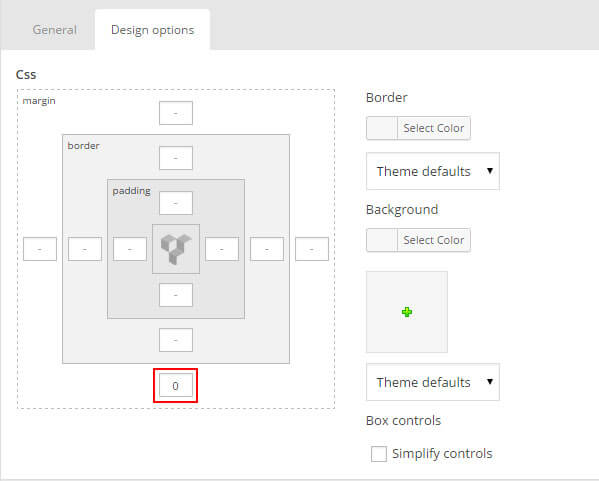 General
Design options
Css
margin
-
border
-
padding
-
- - - - - -
-
-
0
Border
Select Color
Theme defaults
Background
Select Color
Theme defaults
Box controls
Simplify controls